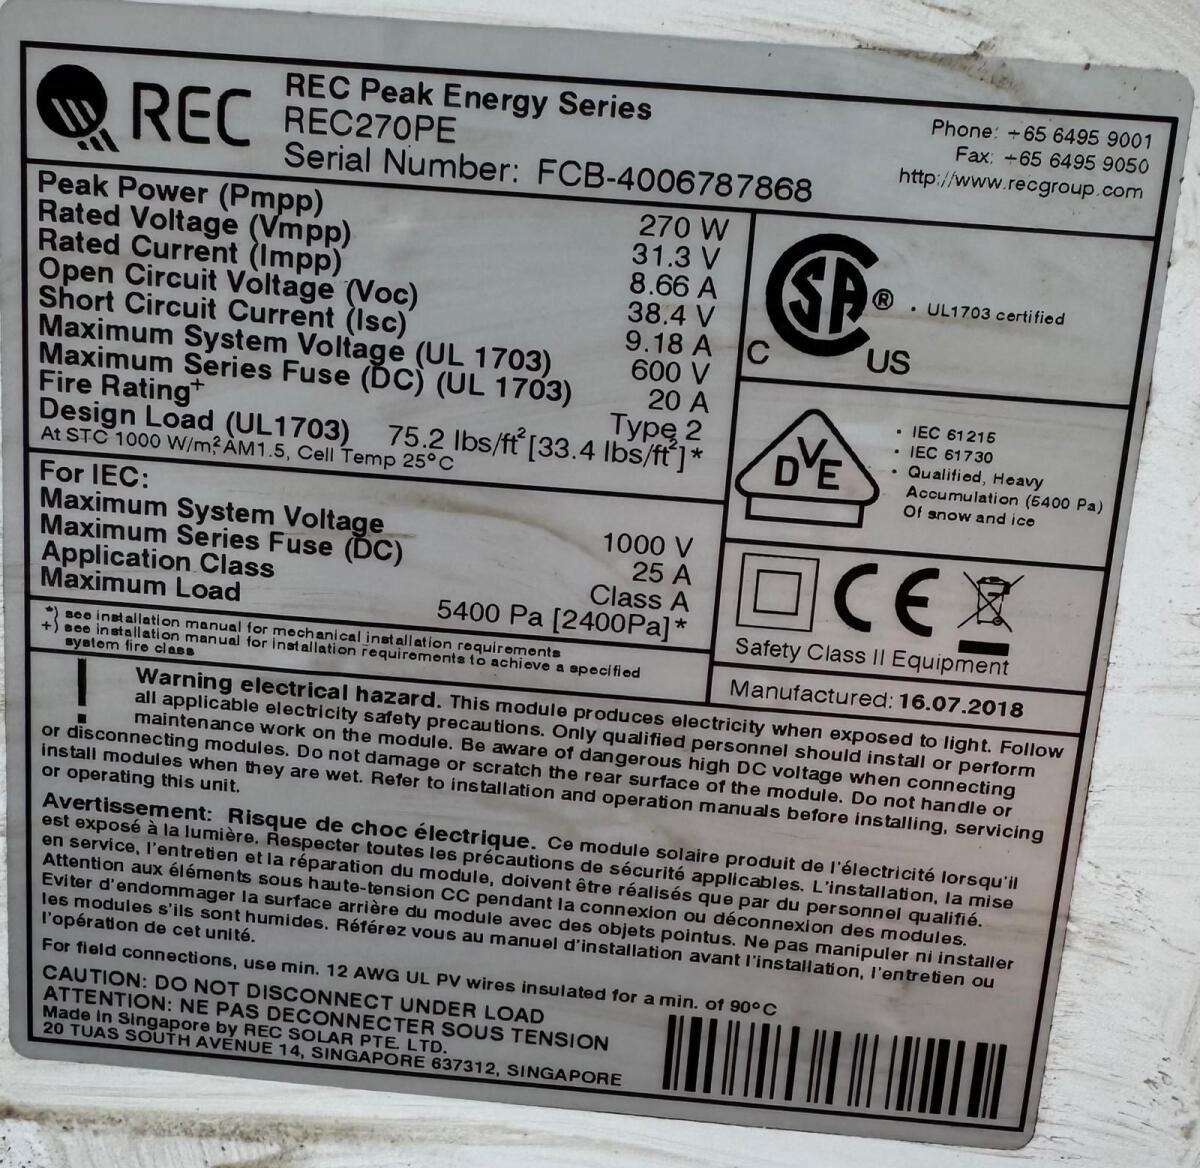 REC
REC Peak Energy Series
REC270PE
Serial Number: FCB-4006787868
Phone: +65 6495 9001
Fax: +65 6495 9050
http://www.recgroup.com
Peak Power (Pmpp) 270 W
Rated Voltage (Vmpp) 31.3 V
Rated Current (Impp) 8.66 A
Open Circuit Voltage (Voc) 38.4 V
Short Circuit Current (Isc) 9.18 A
Maximum System Voltage (UL 1703) 600 V
Maximum Series Fuse (DC) (UL 1703) 20 A
Fire Rating+ Type 2
Design Load (UL1703) 75.2 lbs/ft² [33.4 lbs/ft²]*
At STC 1000 W/m², AM1.5, Cell Temp 25°C
For IEC:
Maximum System Voltage 1000 V
Maximum Series Fuse (DC) 25 A
Application Class Class A
Maximum Load 5400 Pa [2400Pa]*
*) see installation manual for mechanical installation requirements
+) see installation manual for installation requirements to achieve a specified
system fire class
C SA ® US
• UL1703 certified
DVE
• IEC 61215
• IEC 61730
• Qualified, Heavy
Accumulation (5400 Pa)
Of snow and ice
CE
Safety Class II Equipment
Manufactured: 16.07.2018
! Warning electrical hazard. This module produces electricity when exposed to light. Follow
all applicable electricity safety precautions. Only qualified personnel should install or perform
maintenance work on the module. Be aware of dangerous high DC voltage when connecting
or disconnecting modules. Do not damage or scratch the rear surface of the module. Do not handle or
install modules when they are wet. Refer to installation and operation manuals before installing, servicing
or operating this unit.
Avertissement: Risque de choc électrique. Ce module solaire produit de l'électricité lorsqu'il
est exposé à la lumière. Respecter toutes les précautions de sécurité applicables. L'installation, la mise
en service, l'entretien et la réparation du module, doivent être réalisés que par du personnel qualifié.
Attention aux éléments sous haute-tension CC pendant la connexion ou déconnexion des modules.
Eviter d'endommager la surface arrière du module avec des objets pointus. Ne pas manipuler ni installer
les modules s'ils sont humides. Référez vous au manuel d'installation avant l'installation, l'entretien ou
l'opération de cet unité.
For field connections, use min. 12 AWG UL PV wires insulated for a min. of 90°C
CAUTION: DO NOT DISCONNECT UNDER LOAD
ATTENTION: NE PAS DECONNECTER SOUS TENSION
Made in Singapore by REC SOLAR PTE. LTD.
20 TUAS SOUTH AVENUE 14, SINGAPORE 637312, SINGAPORE